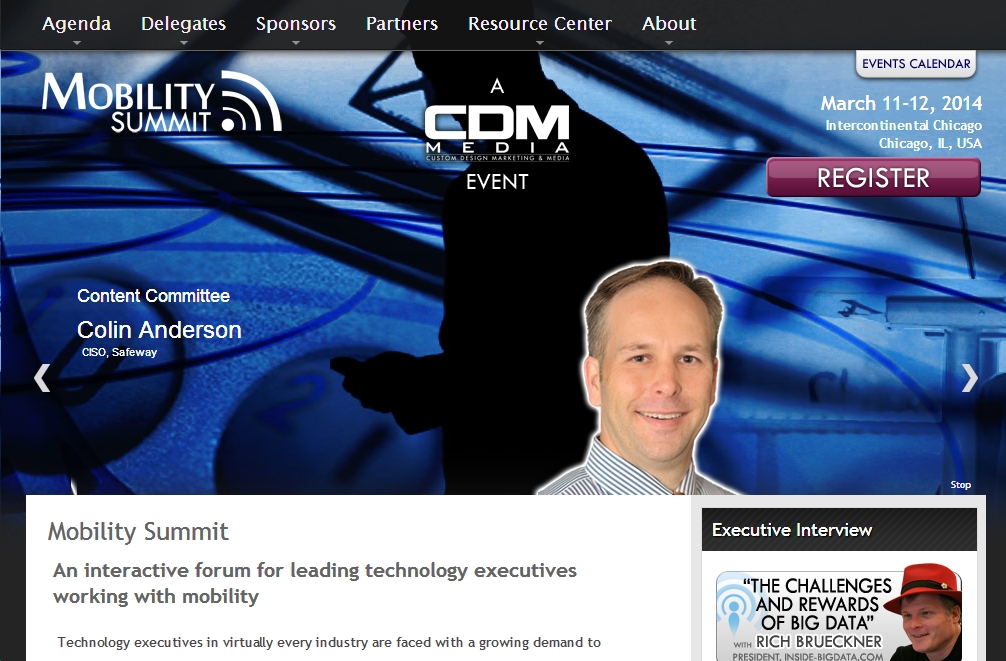 Agenda Delegates Sponsors Partners Resource Center About
EVENTS CALENDAR
MOBILITY
SUMMIT
A
CDM
MEDIA
CUSTOM DESIGN MARKETING & MEDIA
EVENT
March 11-12, 2014
Intercontinental Chicago
Chicago, IL, USA
REGISTER
Content Committee
Colin Anderson
CISO, Safeway
Stop
Mobility Summit
An interactive forum for leading technology executives
working with mobility
Technology executives in virtually every industry are faced with a growing demand to
Executive Interview
“THE CHALLENGES
AND REWARDS
OF BIG DATA”
WITH RICH BRUECKNER
PRESIDENT, INSIDE-BIGDATA.COM